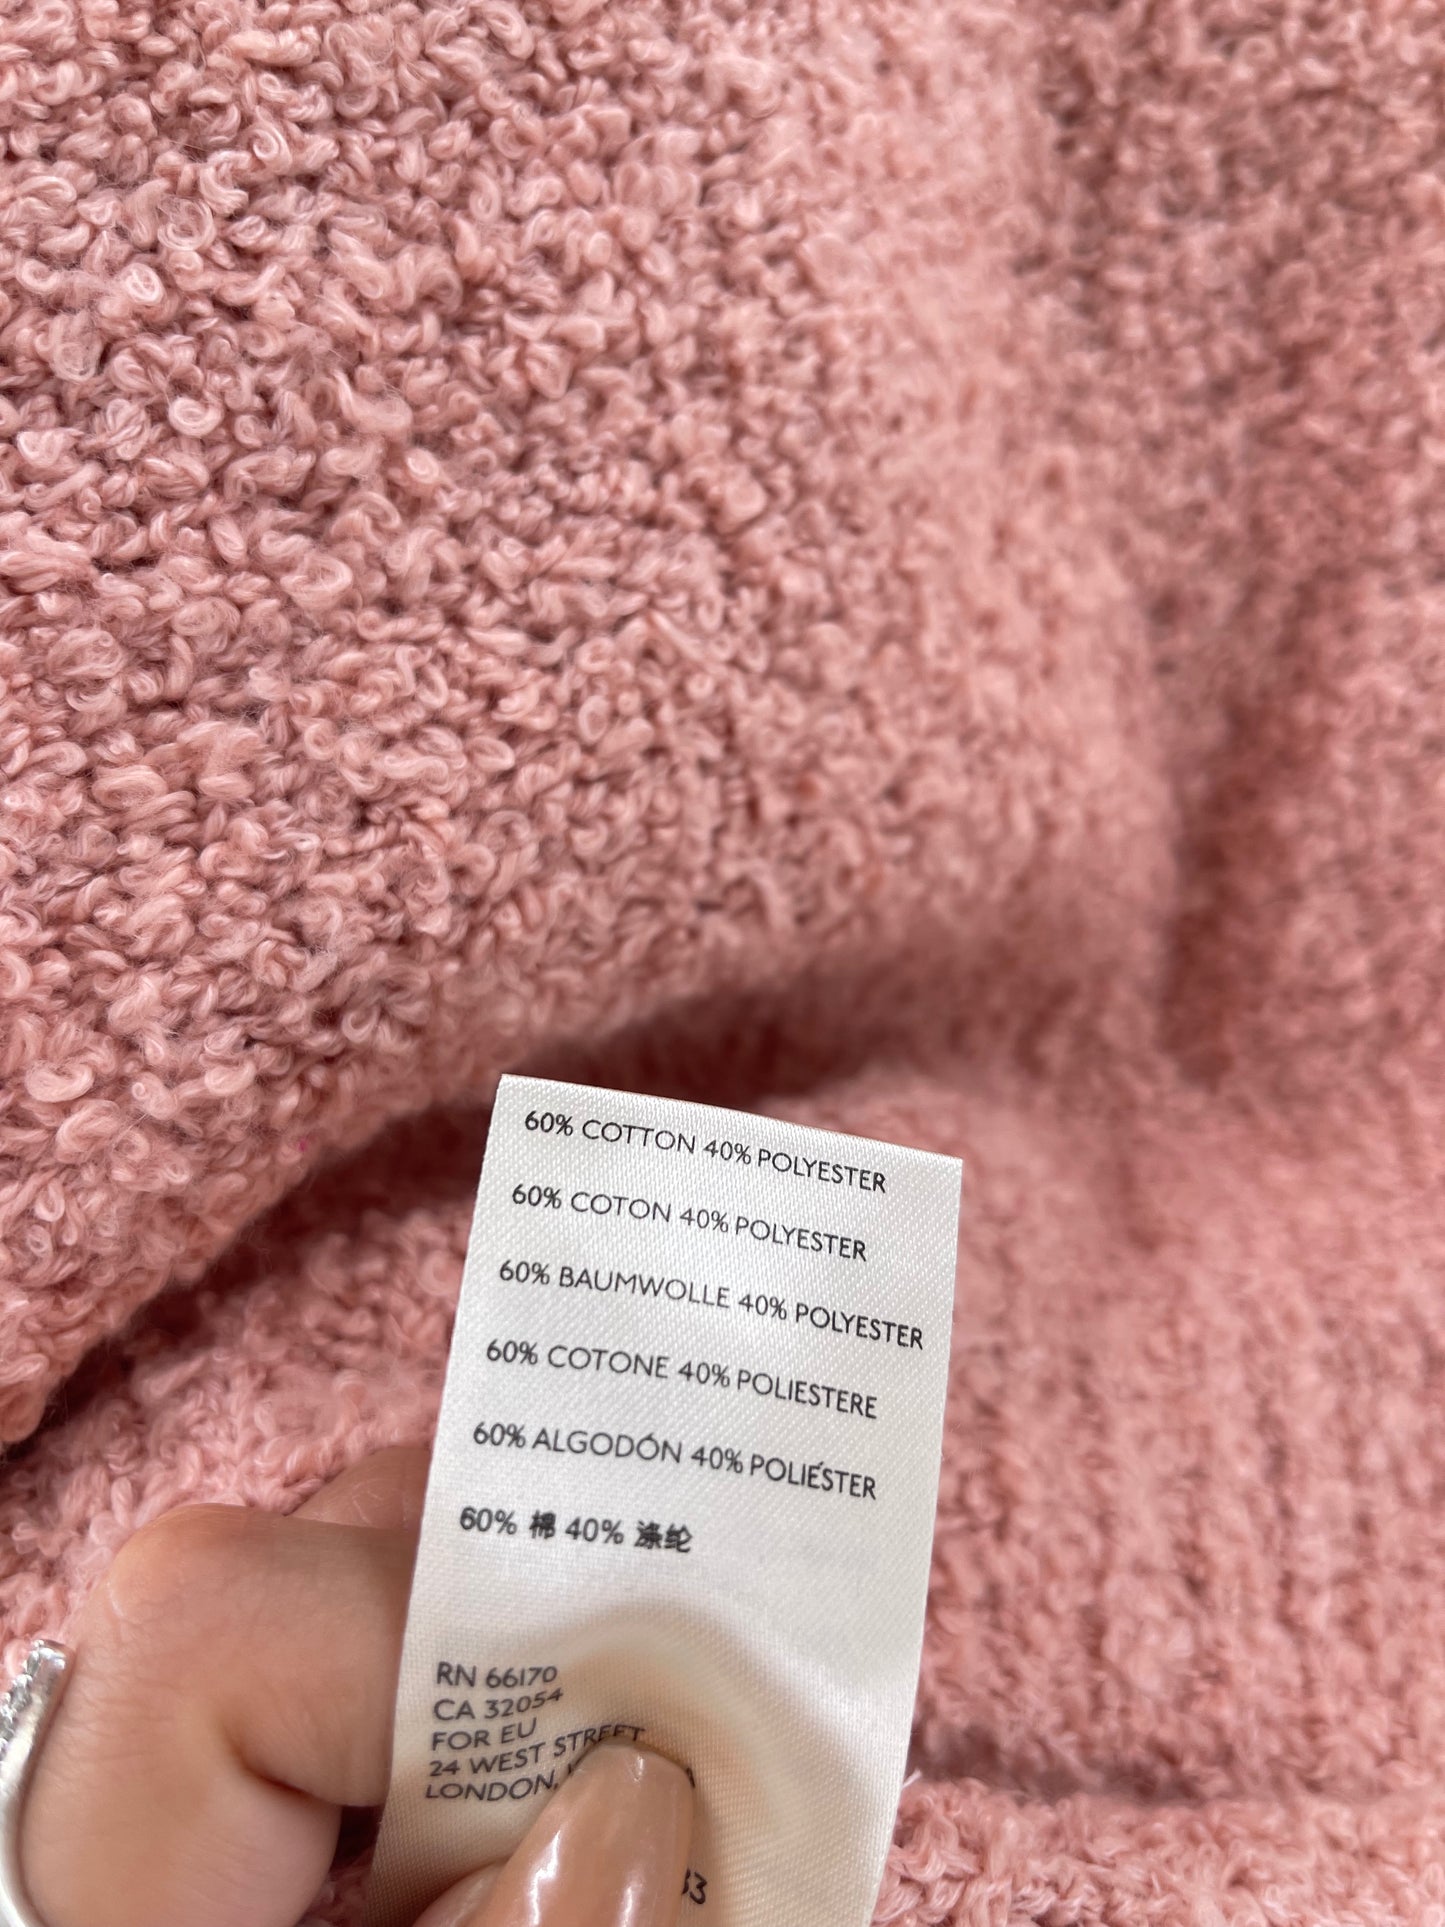 60% COTTON 40% POLYESTER
60% COTON 40% POLYESTER
60% BAUMWOLLE 40% POLYESTER
60% COTONE 40% POLIESTERE
60% ALGODÓN 40% POLIÉSTER
60% 棉 40% 涤纶
RN 66170
CA 32054
FOR EU
24 WEST STREET
LONDON,